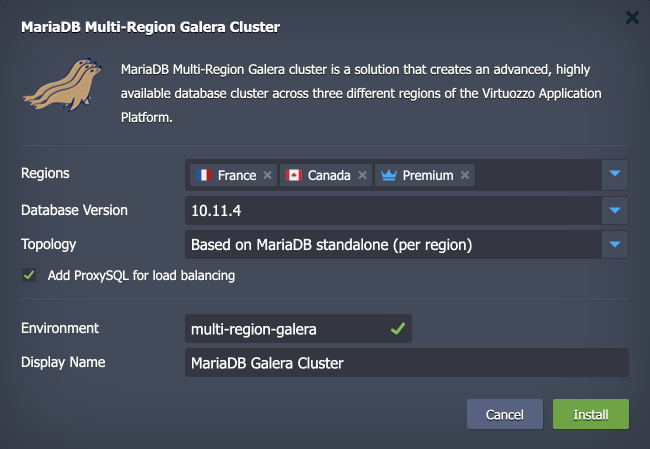 MariaDB Multi-Region Galera Cluster
MariaDB Multi-Region Galera cluster is a solution that creates an advanced, highly
available database cluster across three different regions of the Virtuozzo Application
Platform.
Regions France Canada Premium
Database Version 10.11.4
Topology Based on MariaDB standalone (per region)
Add ProxySQL for load balancing
Environment multi-region-galera
Display Name MariaDB Galera Cluster
Cancel Install